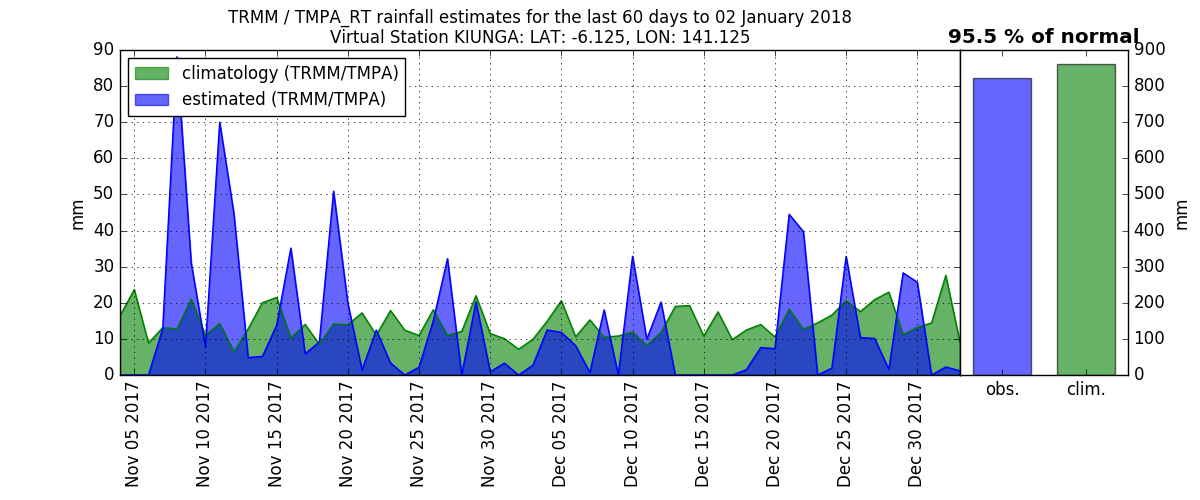 TRMM / TMPA_RT rainfall estimates for the last 60 days to 02 January 2018
Virtual Station KIUNGA: LAT: -6.125, LON: 141.125
95.5 % of normal
climatology (TRMM/TMPA)
estimated (TRMM/TMPA)
mm
90
80
70
60
50
40
30
20
10
0
Nov 05 2017
Nov 10 2017
Nov 15 2017
Nov 20 2017
Nov 25 2017
Nov 30 2017
Dec 05 2017
Dec 10 2017
Dec 15 2017
Dec 20 2017
Dec 25 2017
Dec 30 2017
obs.
clim.
900
800
700
600
500
400
300
200
100
0
mm